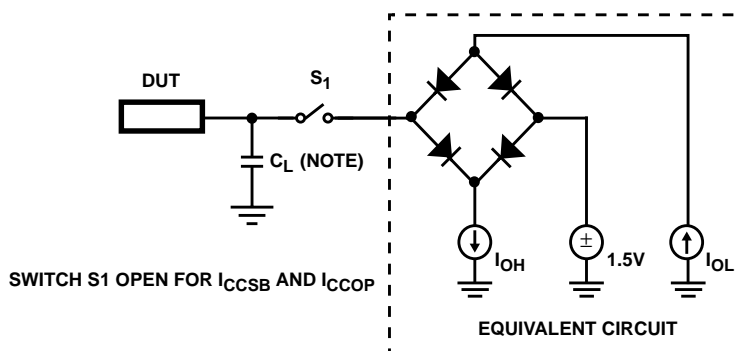 DUT
S1
CL (NOTE)
IOH
±
1.5V
IOL
SWITCH S1 OPEN FOR ICCSB AND ICCOP
EQUIVALENT CIRCUIT